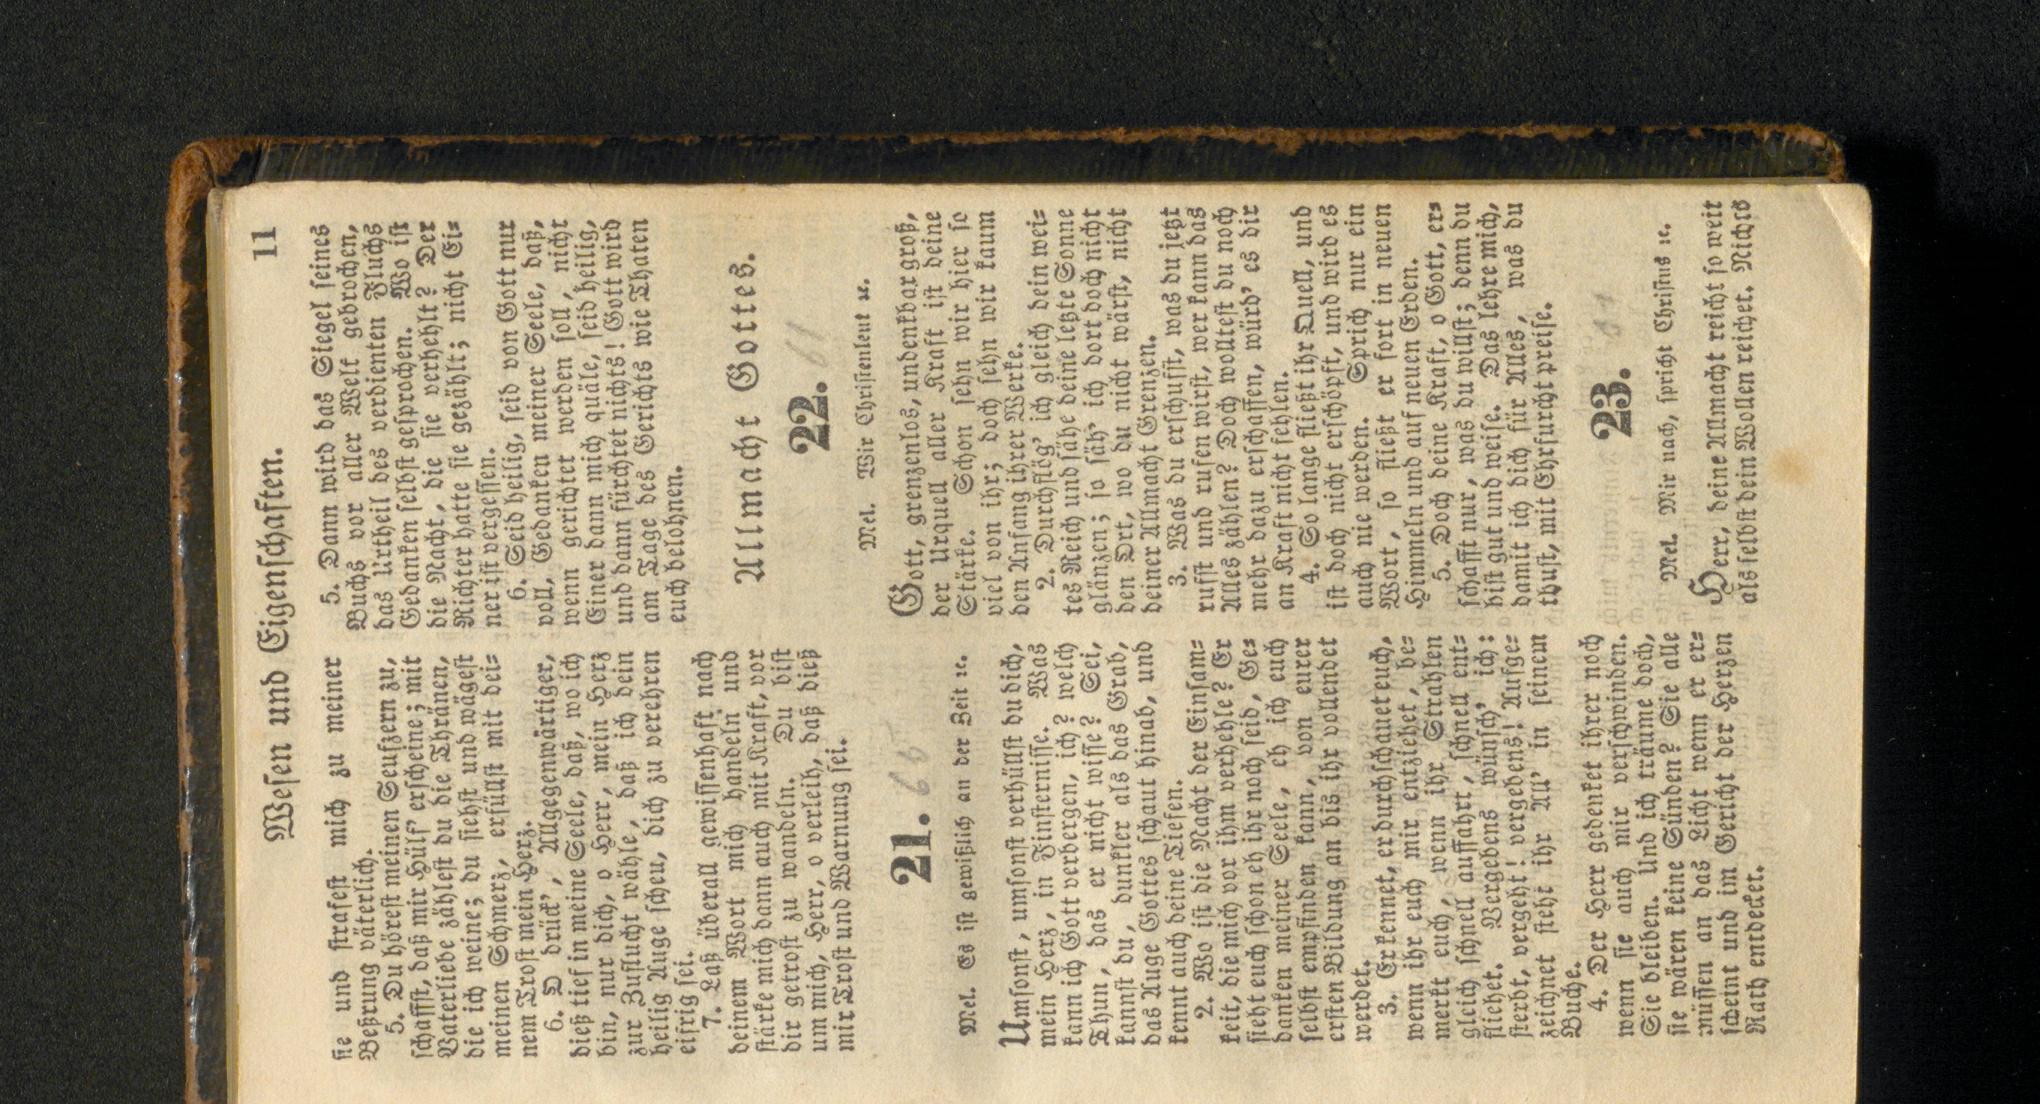 Wesen und Eigenschaften. 11
sie und strafest mich zu meiner
Beßrung väterlich.
5. Du hörest meinen Seufzern zu,
schaffst, daß mir Hülf' erscheine; mit
Vaterliebe zählest du die Thränen,
die ich weine; du siehst und wägest
meinen Schmerz, erfüllst mit dei-
nem Trost mein Herz.
6. O drück', Allgegenwärtiger,
dieß tief in meine Seele, daß, wo ich
bin, nur dich, o Herr, mein Herz
zur Zuflucht wähle, daß ich dein
heilig Auge scheu, dich zu verehren
eifrig sei.
7. Laß überall gewissenhaft nach
deinem Wort mich handeln und
stärke mich dann auch mit Kraft, vor
dir getrost zu wandeln. Du bist
um mich, Herr, o verleih, daß dieß
mir Trost und Warnung sei.
21. 65
Mel. Es ist gewißlich an der Zeit ꝛc.
Umsonst, umsonst verhüllst du dich,
mein Herz, in Finsternisse. Was
kann ich Gott verbergen, ich? welch
Thun, das er nicht wisse? Sei,
kannst du, dunkler als das Grab,
das Auge Gottes schaut hinab, und
kennt auch deine Tiefen.
2. Wo ist die Nacht der Einsam-
keit, die mich vor ihm verhehle? Er
sieht euch schon eh ihr noch seid, Ge-
danken meiner Seele, eh ich euch
selbst empfinden kann, von eurer
ersten Bildung an bis ihr vollendet
werdet.
3. Er kennet, er durchschauet euch,
wenn ihr euch mir entziehet, be-
merkt euch, wenn ihr Strahlen
gleich schnell auffahrt, schnell ent-
fliehet. Vergebens wünsch' ich:
sterbt, vergeht! vergebens! Aufge-
zeichnet steht ihr All' in seinem
Buche.
4. Der Herr gedenket ihrer noch
wenn sie auch mir verschwinden.
Sie bleiben. Und ich träume doch,
sie wären keine Sünden? Sie alle
müssen an das Licht wenn er er-
scheint und im Gericht der Herzen
Rath entdecket.
5. Dann wird das Siegel seines
Buchs vor aller Welt gebrochen,
das Urtheil des verdienten Fluchs
Gedanken selbst gesprochen. Wo ist
die Nacht, die sie verhehlt? Der
Richter hatte sie gezählt; nicht Ei-
ner ist vergessen.
6. Seid heilig, seid von Gott nur
voll, Gedanken meiner Seele, daß,
wenn gerichtet werden soll, nicht
Einer dann mich quäle, seid heilig,
und dann fürchtet nichts! Gott wird
am Tage des Gerichts wie Thaten
euch belohnen.
Allmacht Gottes.
22. 61
Mel. Wir Christenleut ꝛc.
Gott, grenzenlos, undenkbar groß,
der Urquell aller Kraft ist deine
Stärke. Schon sehn wir hier so
viel von ihr; doch sehn wir kaum
den Anfang ihrer Werke.
2. Durchflög' ich gleich dein wei-
tes Reich und sähe deine letzte Sonne
glänzen; so säh' ich dort doch nicht
den Ort, wo du nicht wärst, nicht
deiner Allmacht Grenzen.
3. Was du erschufst, was du jetzt
rufst und rufen wirst, wer kann das
Alles zählen? Doch wolltest du noch
mehr dazu erschaffen, würd' es dir
an Kraft nicht fehlen.
4. So lange fließt ihr Quell, und
ist doch nicht erschöpft, und wird es
auch nie werden. Sprich nur ein
Wort, so fließt er fort in neuen
Himmeln und auf neuen Erden.
5. Doch deine Kraft, o Gott, er-
schafft nur, was du willst; denn du
bist gut und weise. Das lehre mich,
damit ich dich für Alles, was du
thust, mit Ehrfurcht preise.
23.
Mel. Mir nach, spricht Christus ꝛc.
Herr, deine Allmacht reicht so weit
als selbst dein Wollen reichet. Nichts